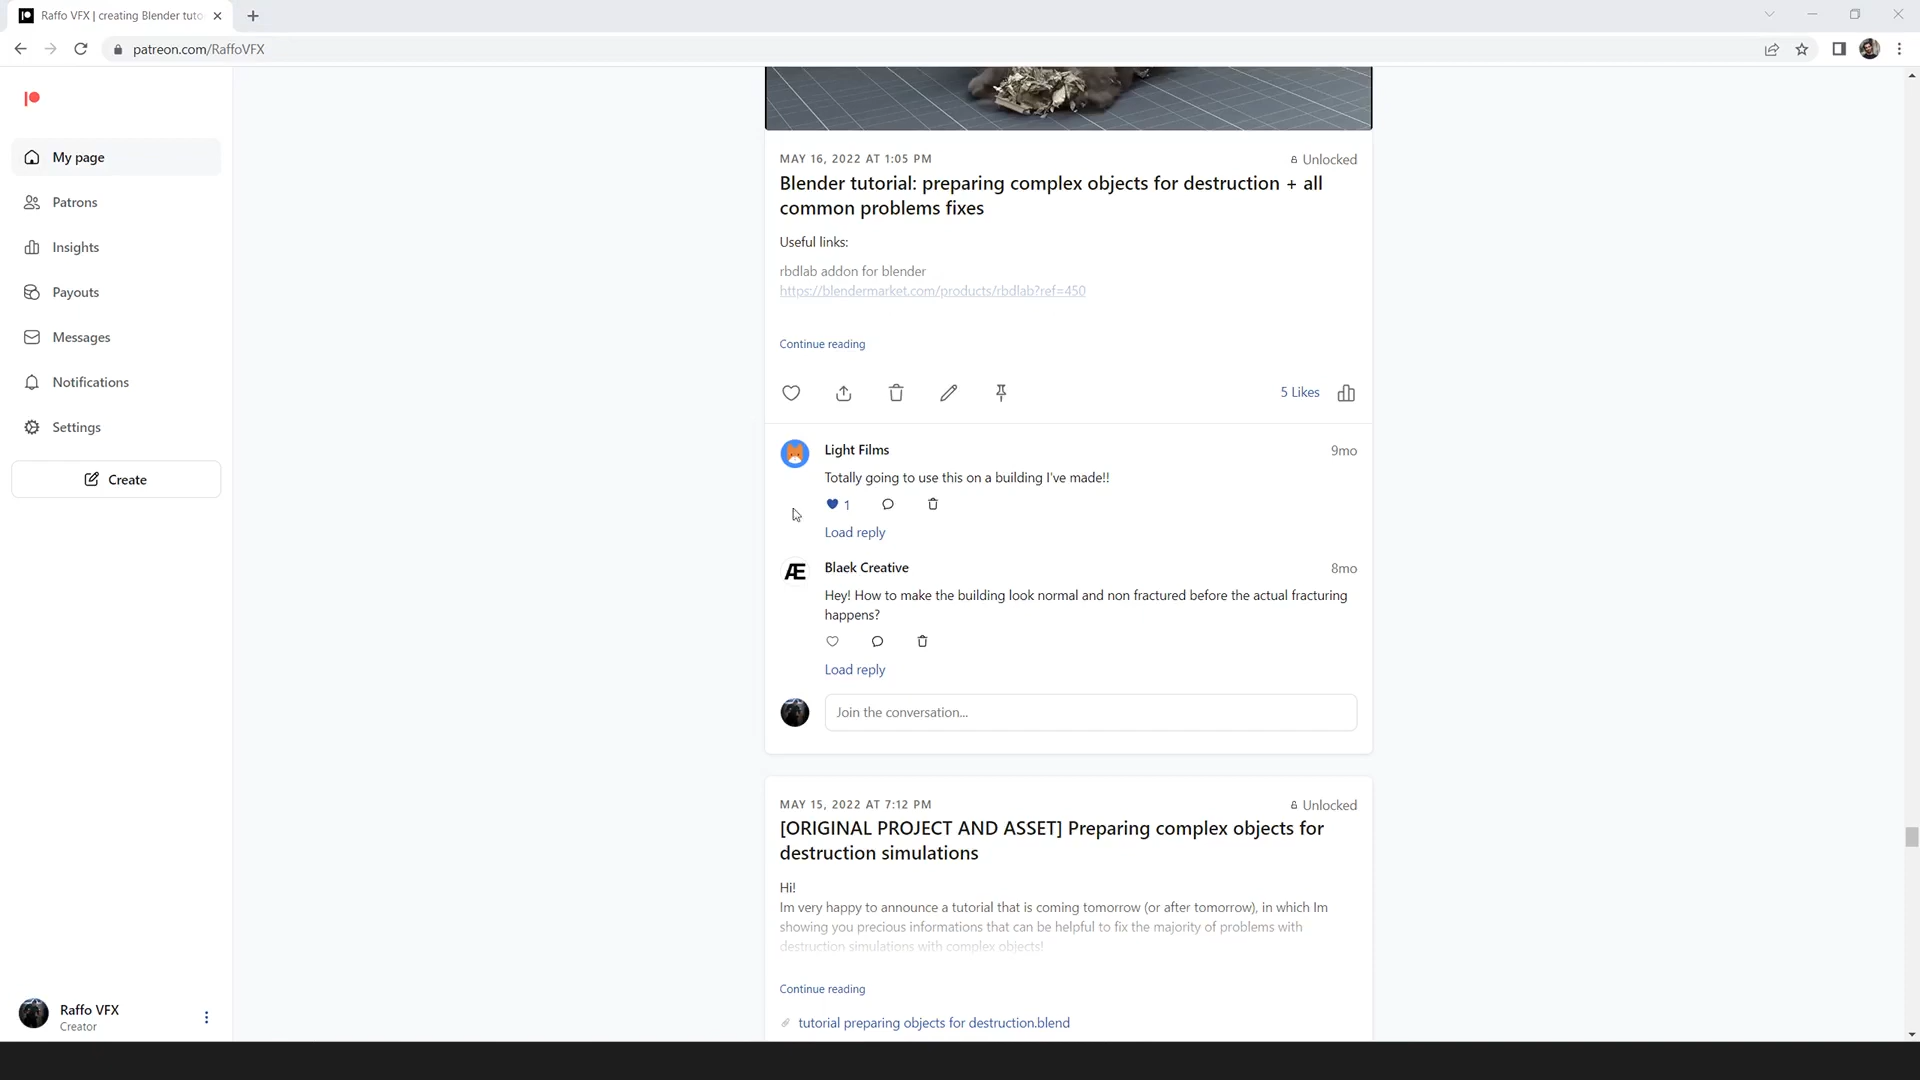 Raffo VFX | creating Blender tuto
patreon.com/RaffoVFX
My page
Patrons
Insights
Payouts
Messages
Notifications
Settings
Create
MAY 16, 2022 AT 1:05 PM
Unlocked
Blender tutorial: preparing complex objects for destruction + all
common problems fixes
Useful links:
rbdlab addon for blender
https://blendermarket.com/products/rbdlab?ref=450
Continue reading
5 Likes
Light Films
9mo
Totally going to use this on a building I've made!!
1
Load reply
Blaek Creative
8mo
Hey! How to make the building look normal and non fractured before the actual fracturing
happens?
Load reply
Join the conversation...
MAY 15, 2022 AT 7:12 PM
Unlocked
[ORIGINAL PROJECT AND ASSET] Preparing complex objects for
destruction simulations
Hi!
Im very happy to announce a tutorial that is coming tomorrow (or after tomorrow), in which Im
showing you precious informations that can be helpful to fix the majority of problems with
destruction simulations with complex objects!
Continue reading
tutorial preparing objects for destruction.blend
Raffo VFX
Creator